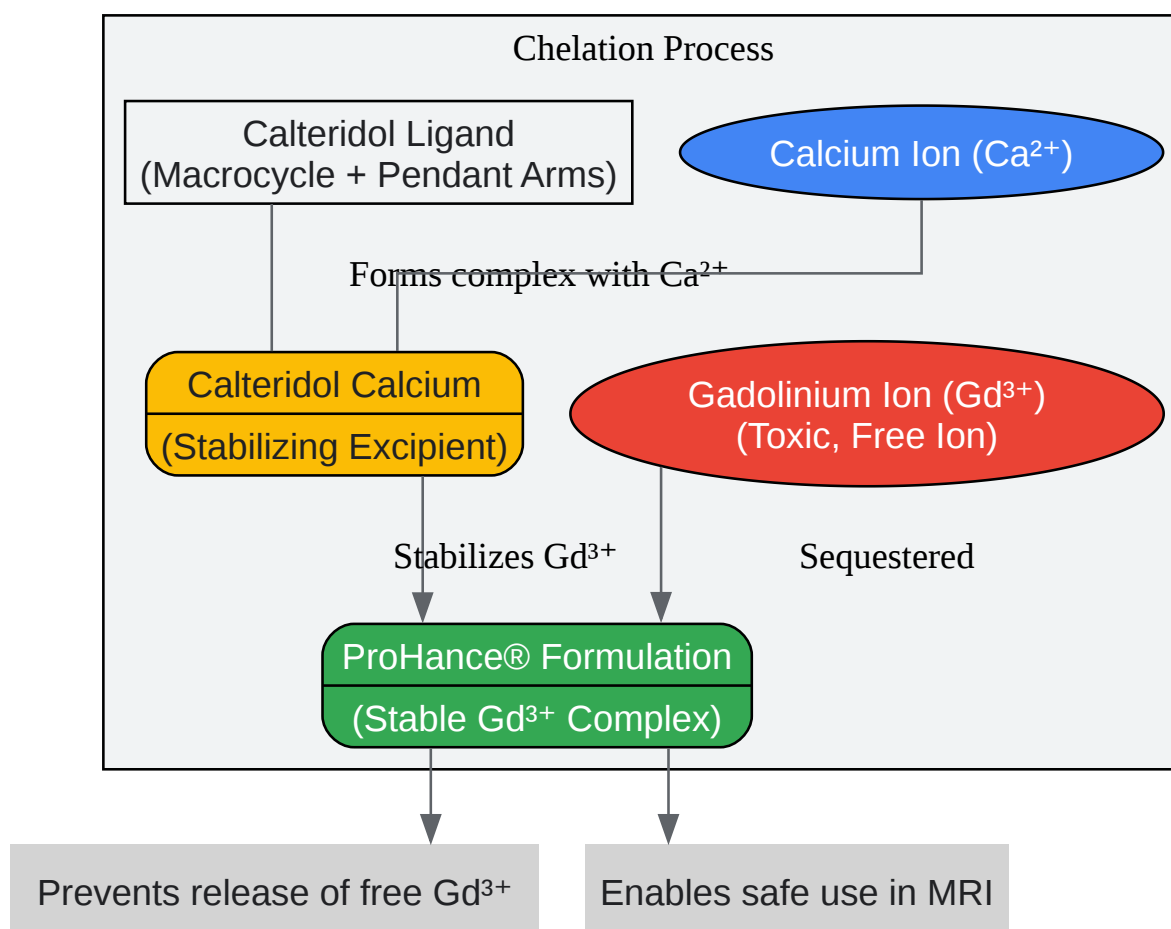 Chelation Process
Calteridol Ligand
(Macrocycle + Pendant Arms)
Calcium Ion (Ca²⁺)
Forms complex with Ca²⁺
Calteridol Calcium
(Stabilizing Excipient)
Gadolinium Ion (Gd³⁺)
(Toxic, Free Ion)
Stabilizes Gd³⁺
Sequestered
ProHance® Formulation
(Stable Gd³⁺ Complex)
Prevents release of free Gd³⁺
Enables safe use in MRI